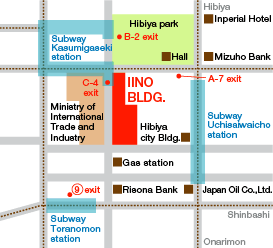 Hibiya
Subway
Kasumigaseki
station
Hibiya park
B-2 exit
Inperial Hotel
Hall
Mizuho Bank
C-4
exit
IINO
BLDG.
A-7 exit
Ministry of
International
Trade and
Industry
Hibiya
city Bldg.
Subway
Uchisaiwaicho
station
Gas station
9 exit
Risona Bank
Japan Oil Co.,Ltd.
Subway
Toranomon
station
Shinbashi
Onarimon